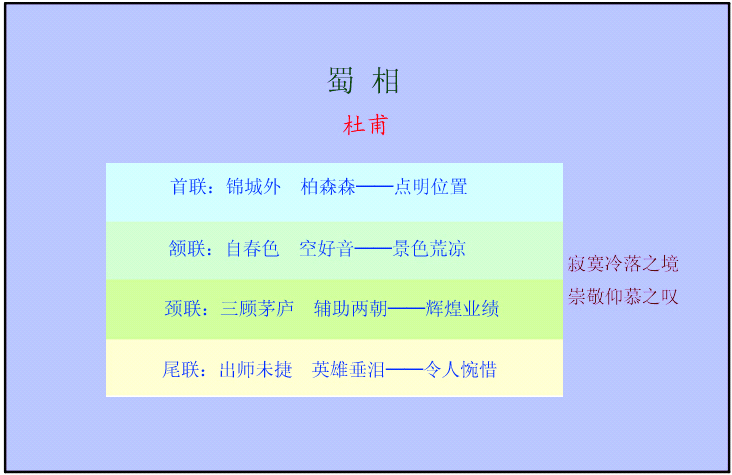 蜀 相
杜甫
首联：锦城外 柏森森——点明位置
颔联：自春色 空好音——景色荒凉
颈联：三顾茅庐 辅助两朝——辉煌业绩
尾联：出师未捷 英雄垂泪——令人惋惜
寂寞冷落之境
崇敬仰慕之叹